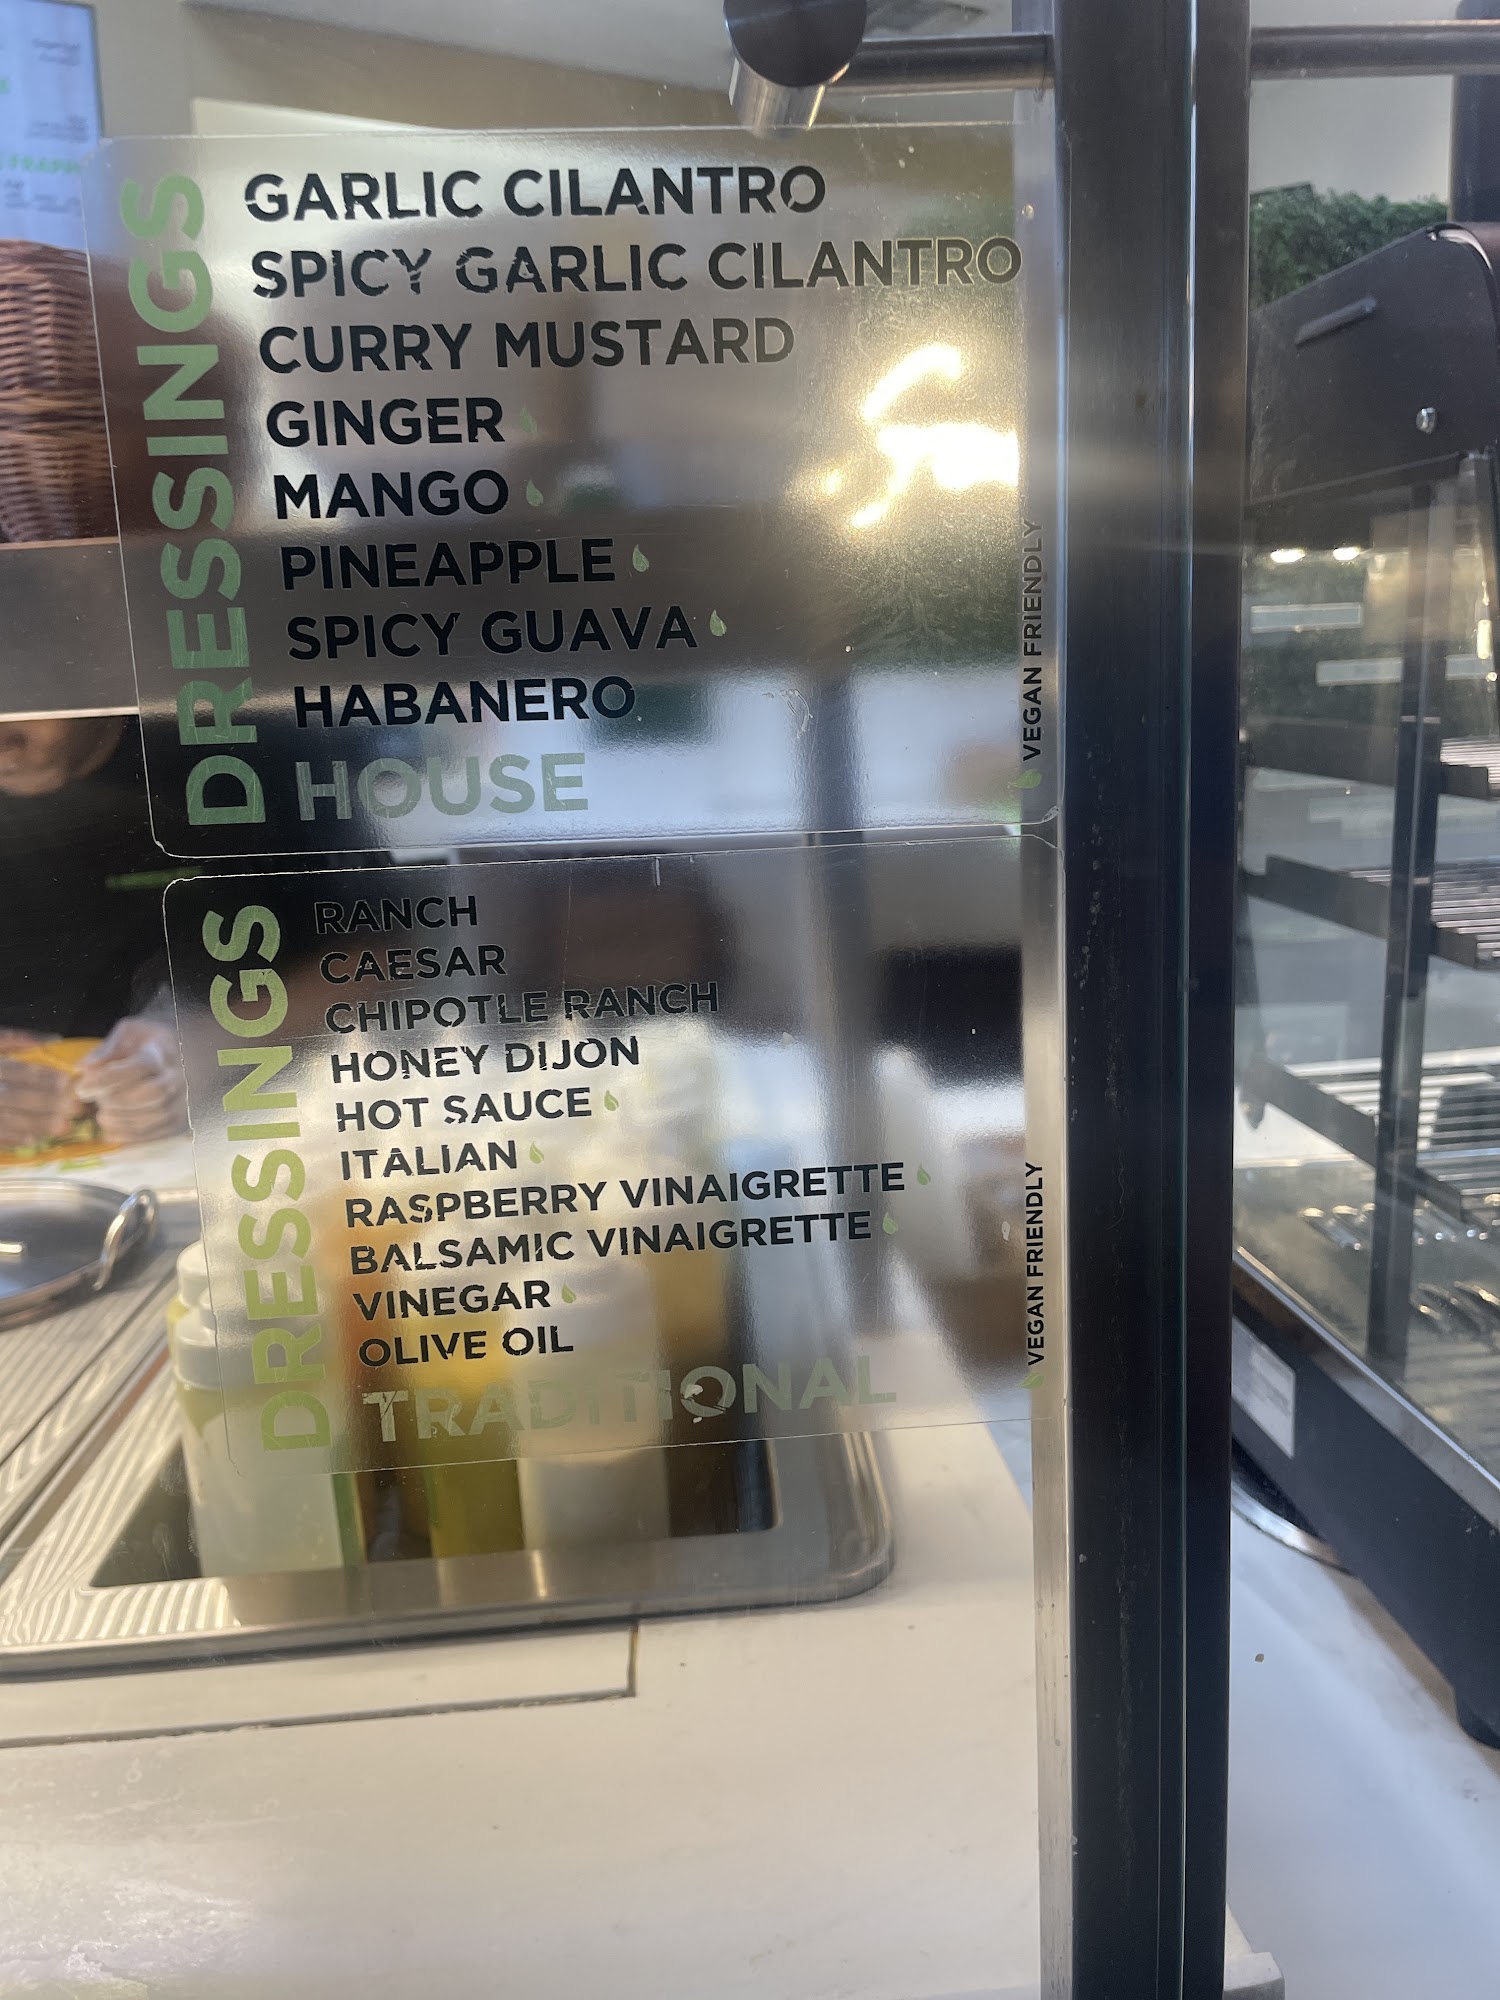 DRESSINGS
GARLIC CILANTRO
SPICY GARLIC CILANTRO
CURRY MUSTARD
GINGER
MANGO
PINEAPPLE
SPICY GUAVA
HABANERO
HOUSE
VEGAN FRIENDLY
DRESSINGS
RANCH
CAESAR
CHIPOTLE RANCH
HONEY DIJON
HOT SAUCE
ITALIAN
RASPBERRY VINAIGRETTE
BALSAMIC VINAIGRETTE
VINEGAR
OLIVE OIL
TRADITIONAL
VEGAN FRIENDLY